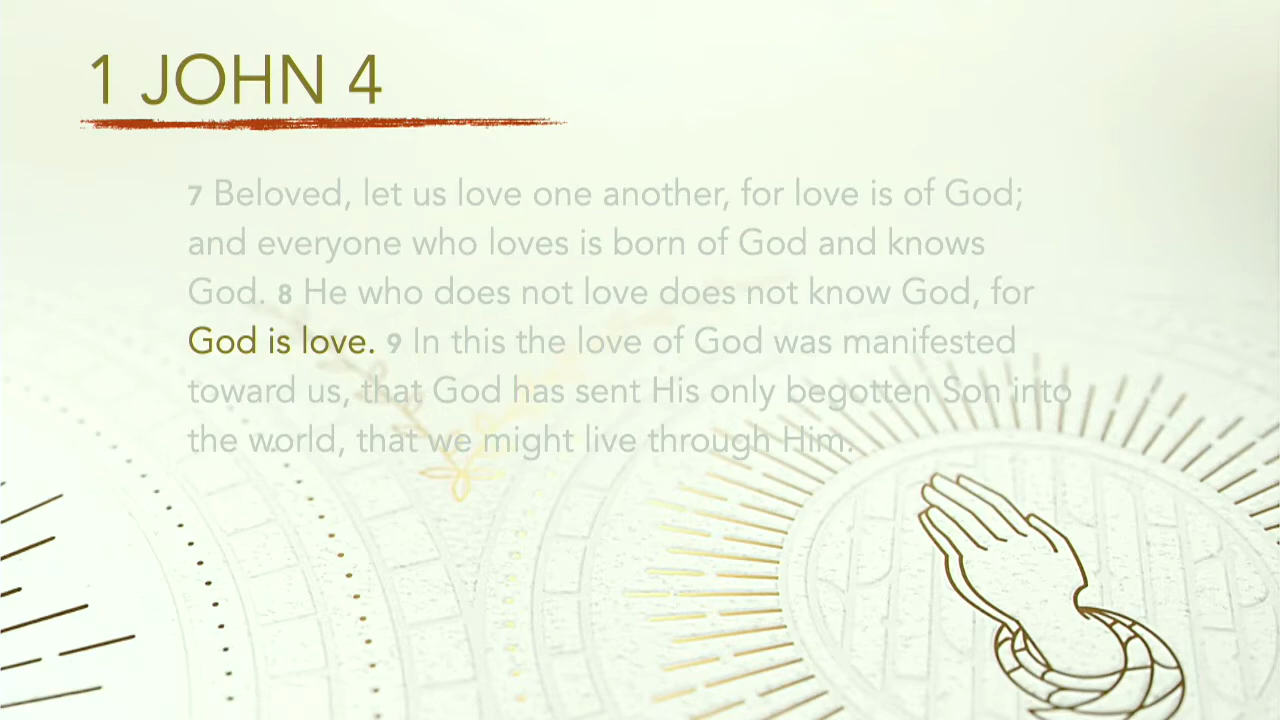 1 JOHN 4
7 Beloved, let us love one another, for love is of God;
and everyone who loves is born of God and knows
God. 8 He who does not love does not know God, for
God is love. 9 In this the love of God was manifested
toward us, that God has sent His only begotten Son into
the world, that we might live through Him.